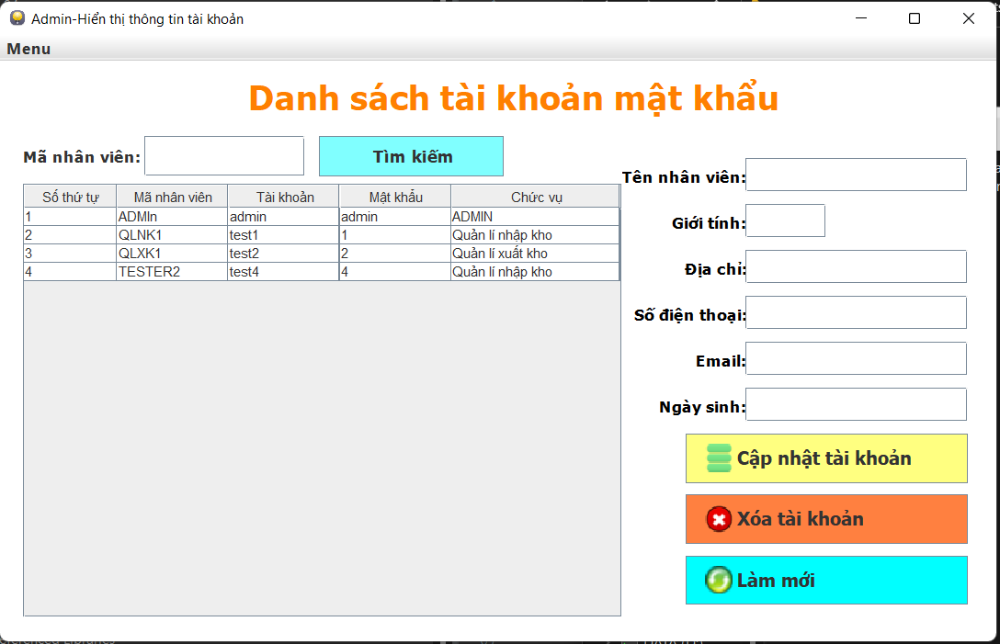 Admin-Hiển thị thông tin tài khoản
Menu
Danh sách tài khoản mật khẩu
Mã nhân viên:
Tìm kiếm
Số thứ tự Mã nhân viên Tài khoản Mật khẩu Chức vụ
1 ADMIn admin admin ADMIN
2 QLNK1 test1 1 Quản lí nhập kho
3 QLXK1 test2 2 Quản lí xuất kho
4 TESTER2 test4 4 Quản lí nhập kho
Tên nhân viên:
Giới tính:
Địa chỉ:
Số điện thoại:
Email:
Ngày sinh:
Cập nhật tài khoản
Xóa tài khoản
Làm mới